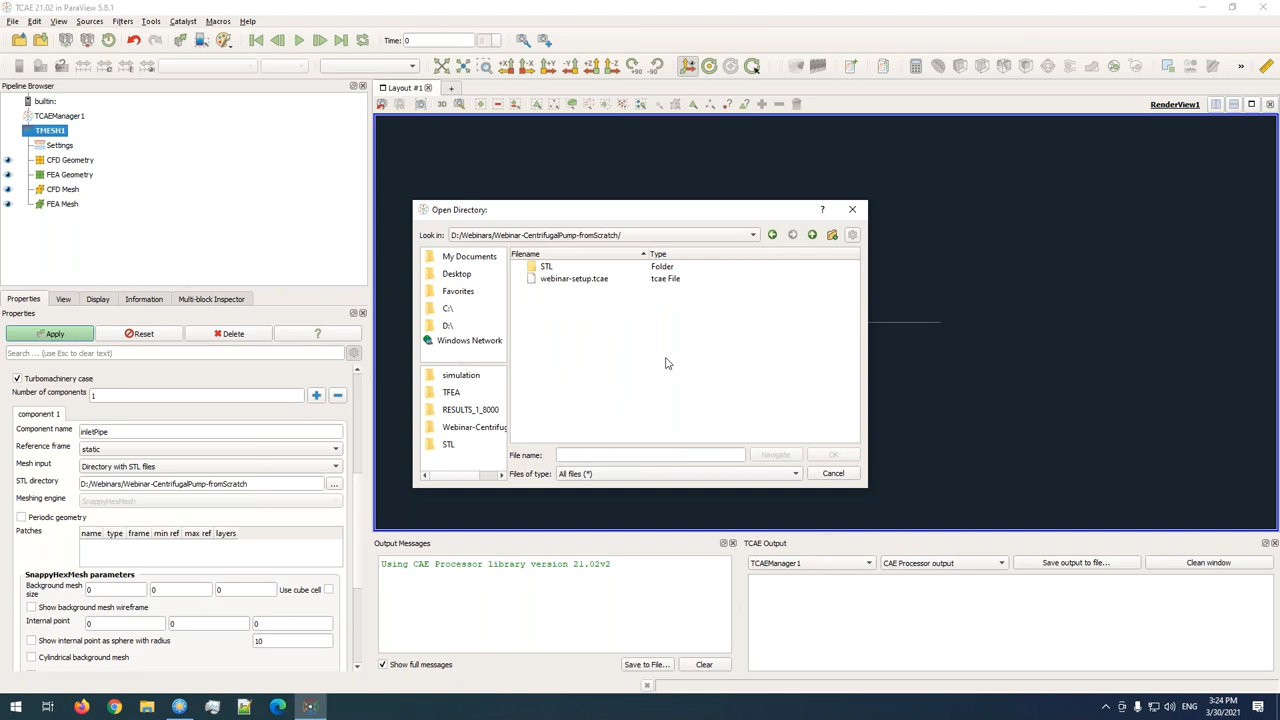 TCAE 21.02 in ParaView 5.8.1
File Edit View Sources Filters Tools Catalyst Macros Help
Time: 0 0
+X -X +Y -Y +Z -Z +90 -90
Pipeline Browser
builtin:
TCAEManager1
TMESH1
Settings
CFD Geometry
FEA Geometry
CFD Mesh
FEA Mesh
Properties View Display Information Multi-block Inspector
Properties
Apply Reset Delete ?
Search ... (use Esc to clear text)
Turbomachinery case
Number of components 1
component 1
Component name inletPipe
Reference frame static
Mesh input Directory with STL files
STL directory D:/Webinars/Webinar-CentrifugalPump-fromScratch ...
Meshing engine SnappyHexMesh
Periodic geometry
Patches name type frame min ref max ref layers
SnappyHexMesh parameters
Background mesh size 0 0 0 Use cube cell
Show background mesh wireframe
Internal point 0 0 0
Show internal point as sphere with radius 10
Cylindrical background mesh
Layout #1
3D
RenderView1
Open Directory:
Look in: D:/Webinars/Webinar-CentrifugalPump-fromScratch/
My Documents
Desktop
Favorites
C:\
D:\
Windows Network
simulation
TFEA
RESULTS_1_8000
Webinar-Centrifug
STL
Filename Type
STL Folder
webinar-setup.tcae tcae File
File name: Navigate OK
Files of type: All files (*) Cancel
Output Messages
Using CAE Processor library version 21.02v2
Show full messages Save to File... Clear
TCAE Output
TCAEManager1 CAE Processor output Save output to file... Clean window
ENG
3:24 PM
3/30/2021